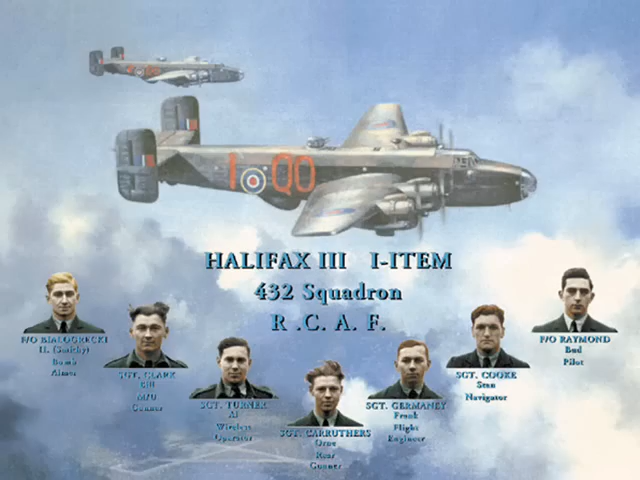 I QO
HALIFAX III I-ITEM
432 Squadron
R .C. A. F.
P/O BIALOGRECKI
Bomb
Aimer
SGT. CLARK
Bill
M/U
Gunner
SGT. TURNER
Al
Wireless
Operator
SGT. CARRUTHERS
Orne
Rear
Gunner
SGT. GERMANEY
Frank
Flight
Engineer
SGT. COOKE
Stan
Navigator
P/O RAYMOND
Bud
Pilot